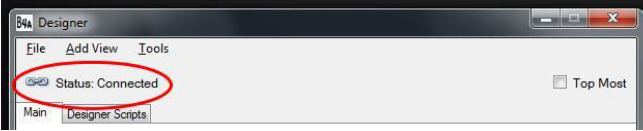 B4A Designer
File Add View Tools
Status: Connected Top Most
Main Designer Scripts